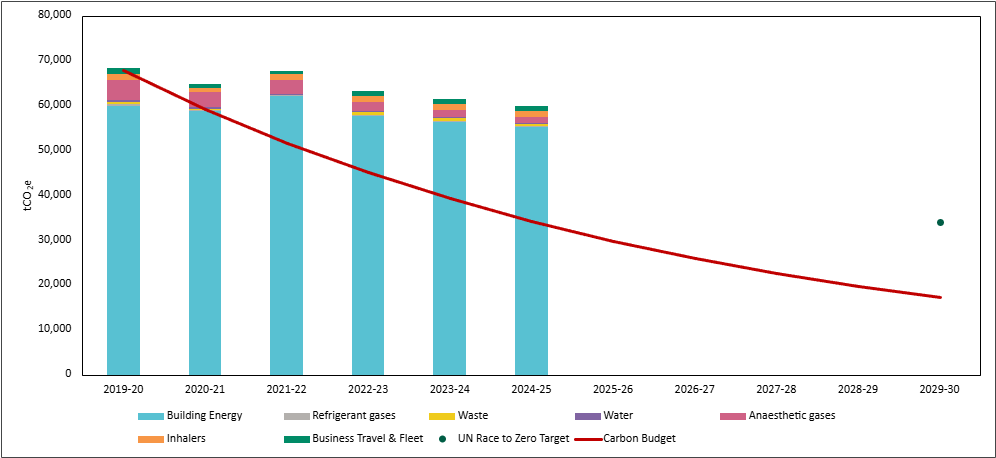 80,000
70,000
60,000
50,000
40,000
30,000
20,000
10,000
0
tCO₂e
2019-20 2020-21 2021-22 2022-23 2023-24 2024-25 2025-26 2026-27 2027-28 2028-29 2029-30
Building Energy Refrigerant gases Waste Water Anaesthetic gases
Inhalers Business Travel & Fleet UN Race to Zero Target Carbon Budget